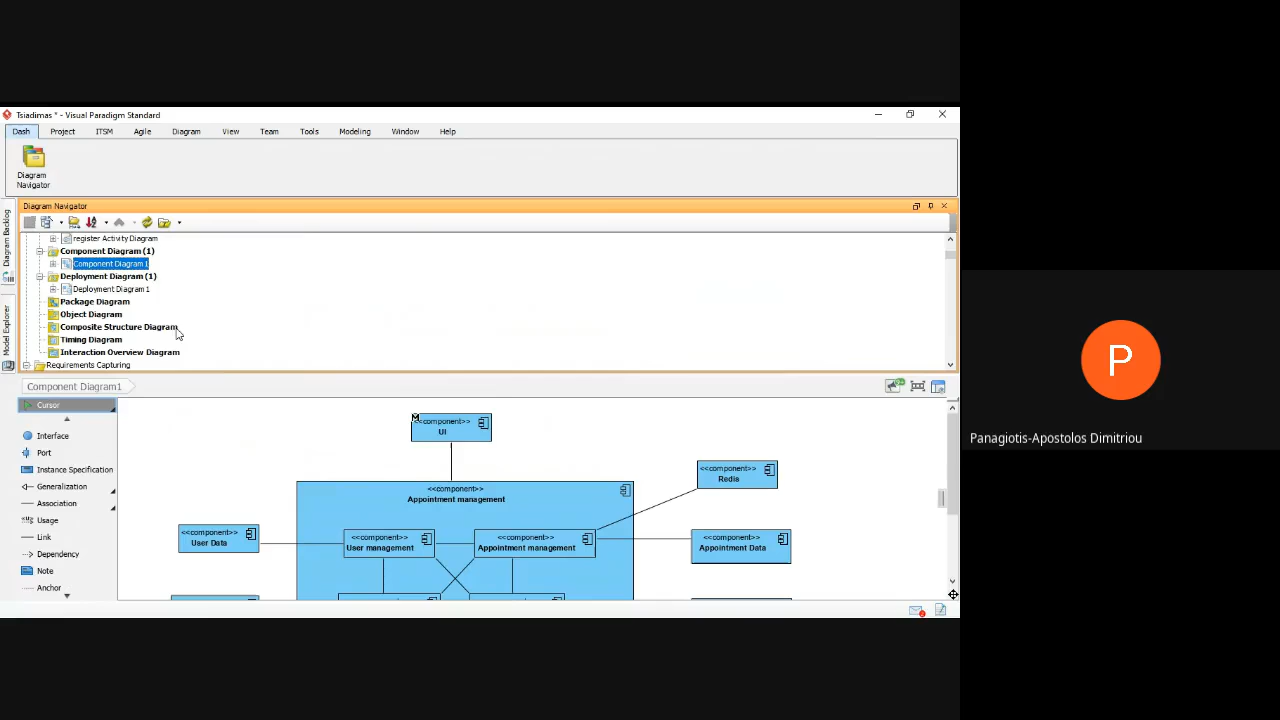 Tsiadimas * - Visual Paradigm Standard
Dash Project ITSM Agile Diagram View Team Tools Modeling Window Help
Diagram
Navigator
Diagram Navigator
Diagram Backlog
Model Explorer
register Activity Diagram
Component Diagram (1)
Component Diagram1
Deployment Diagram (1)
Deployment Diagram1
Package Diagram
Object Diagram
Composite Structure Diagram
Timing Diagram
Interaction Overview Diagram
Requirements Capturing
Component Diagram1
Cursor
Interface
Port
Instance Specification
Generalization
Association
Usage
Link
Dependency
Note
Anchor
<<component>>
UI
<<component>>
Appointment management
<<component>>
Redis
<<component>>
User Data
<<component>>
User management
<<component>>
Appointment management
<<component>>
Appointment Data
P
Panagiotis-Apostolos Dimitriou